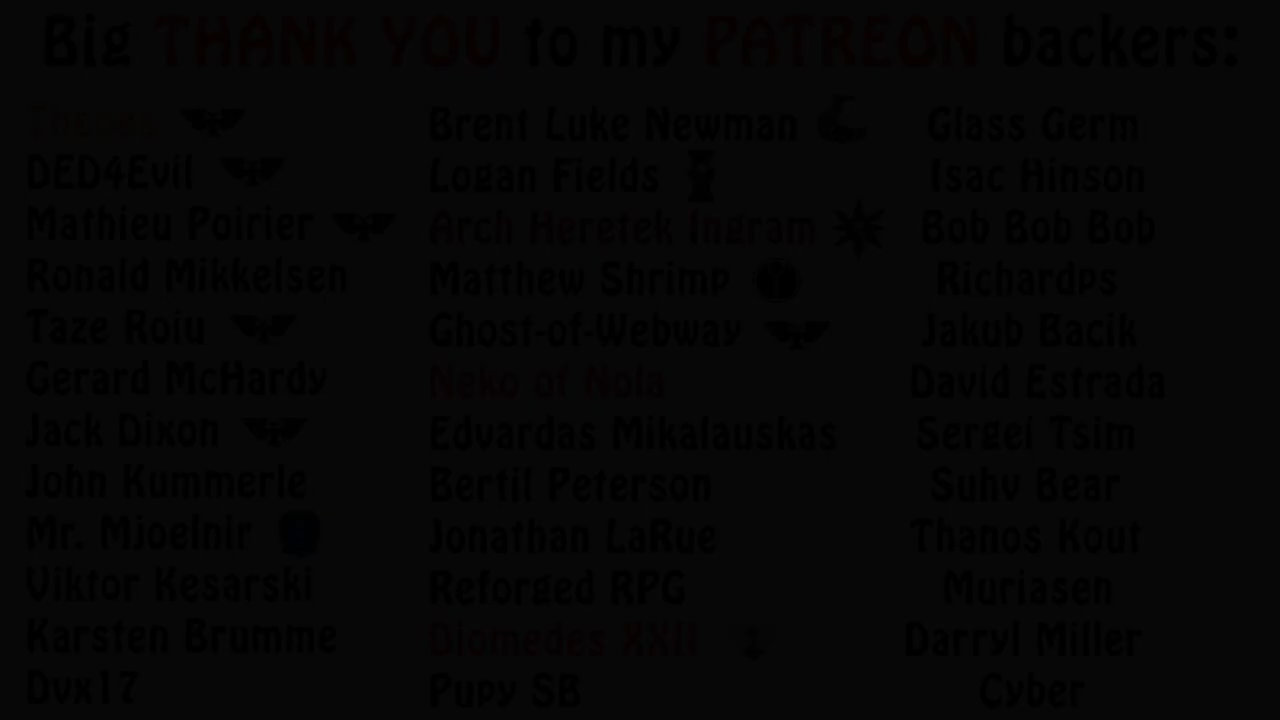 Big THANK YOU to my PATREON backers:
DED4Evil
Mathieu Poirier
Ronald Mikkelsen
Taze Roiu
Gerard McHardy
Jack Dixon
John Kummerle
Mr. Mjoelnir
Viktor Kesarski
Karsten Brumme
Dvx17
Brent Luke Newman
Logan Fields
Arch Heretek Ingram
Matthew Shrimp
Ghost-of-Webway
Neko of Nola
Edvardas Mikalauskas
Bertil Peterson
Jonathan LaRue
Reforged RPG
Diomedes XXII
Pupy SB
Glass Germ
Isac Hinson
Bob Bob Bob
Richardps
Jakub Bacik
David Estrada
Sergei Tsim
Suhv Bear
Thanos Kout
Muriasen
Darryl Miller
Cyber